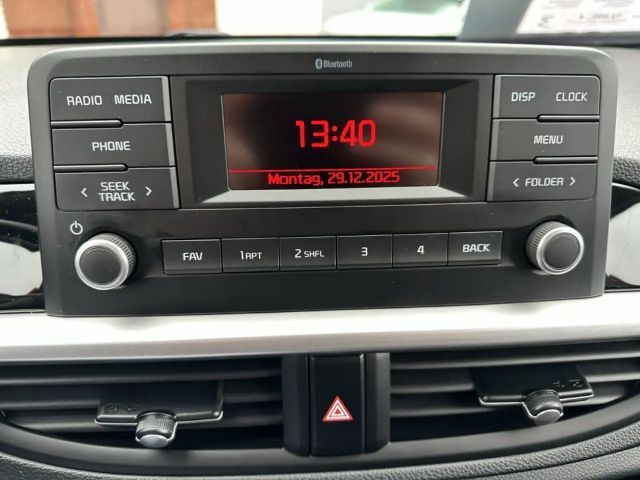 Bluetooth
RADIO MEDIA
PHONE
< SEEK >
TRACK
13:40
Montag, 29.12.2025
DISP CLOCK
MENU
< FOLDER >
FAV 1 RPT 2 SHFL 3 4 BACK